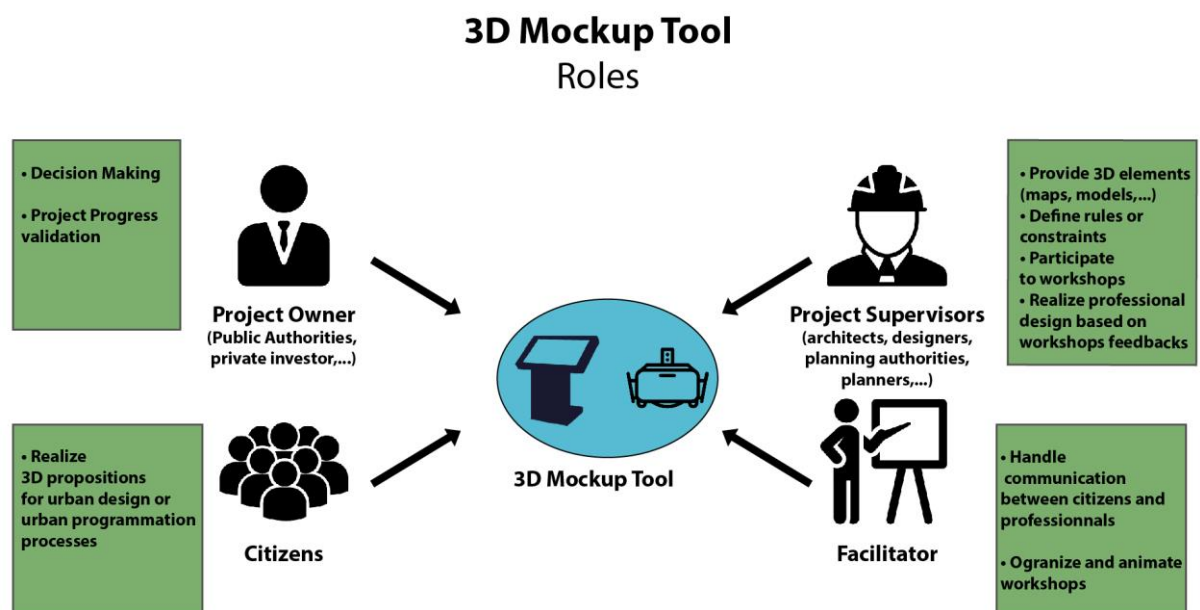 3D Mockup Tool
Roles
• Decision Making
• Project Progress
validation
Project Owner
(Public Authorities,
private investor,...)
Project Supervisors
(architects, designers,
planning authorities,
planners,...)
• Provide 3D elements
(maps, models,...)
• Define rules or
constraints
• Participate
to workshops
• Realize professional
design based on
workshops feedbacks
3D Mockup Tool
• Realize
3D propositions
for urban design or
urban programmation
processes
Citizens
Facilitator
• Handle
communication
between citizens and
professionnals
• Ogranize and animate
workshops